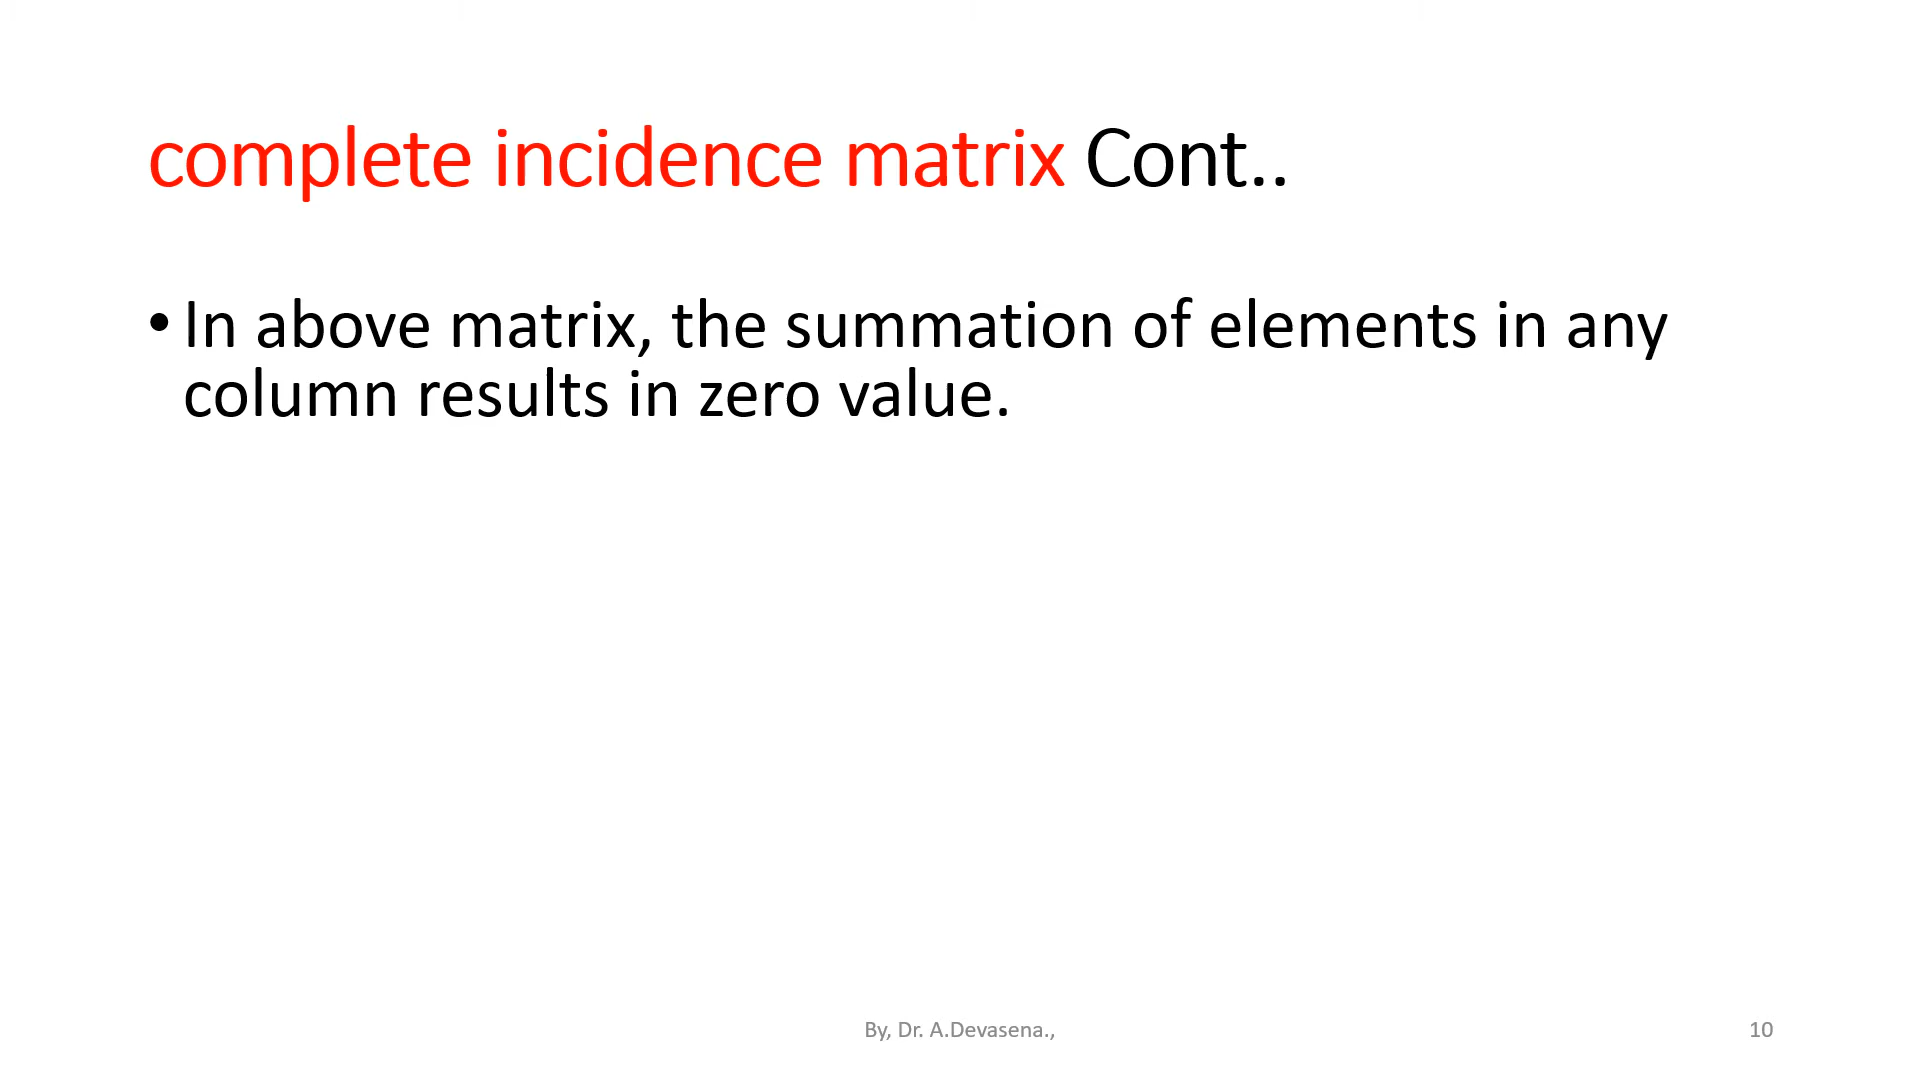 complete incidence matrix Cont..
• In above matrix, the summation of elements in any
column results in zero value.
By, Dr. A.Devasena.,
10